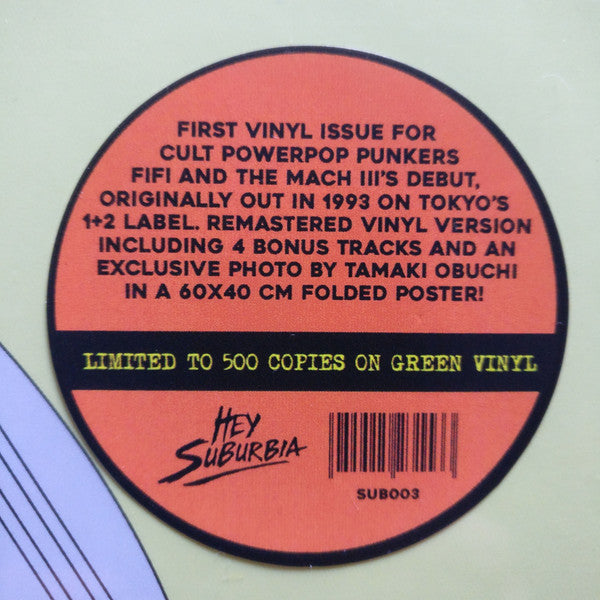 FIRST VINYL ISSUE FOR
CULT POWERPOP PUNKERS
FIFI AND THE MACH III'S DEBUT,
ORIGINALLY OUT IN 1993 ON TOKYO'S
1+2 LABEL. REMASTERED VINYL VERSION
INCLUDING 4 BONUS TRACKS AND AN
EXCLUSIVE PHOTO BY TAMAKI OBUCHI
IN A 60X40 CM FOLDED POSTER!
LIMITED TO 500 COPIES ON GREEN VINYL
HEY
SUBURBIA
SUB003